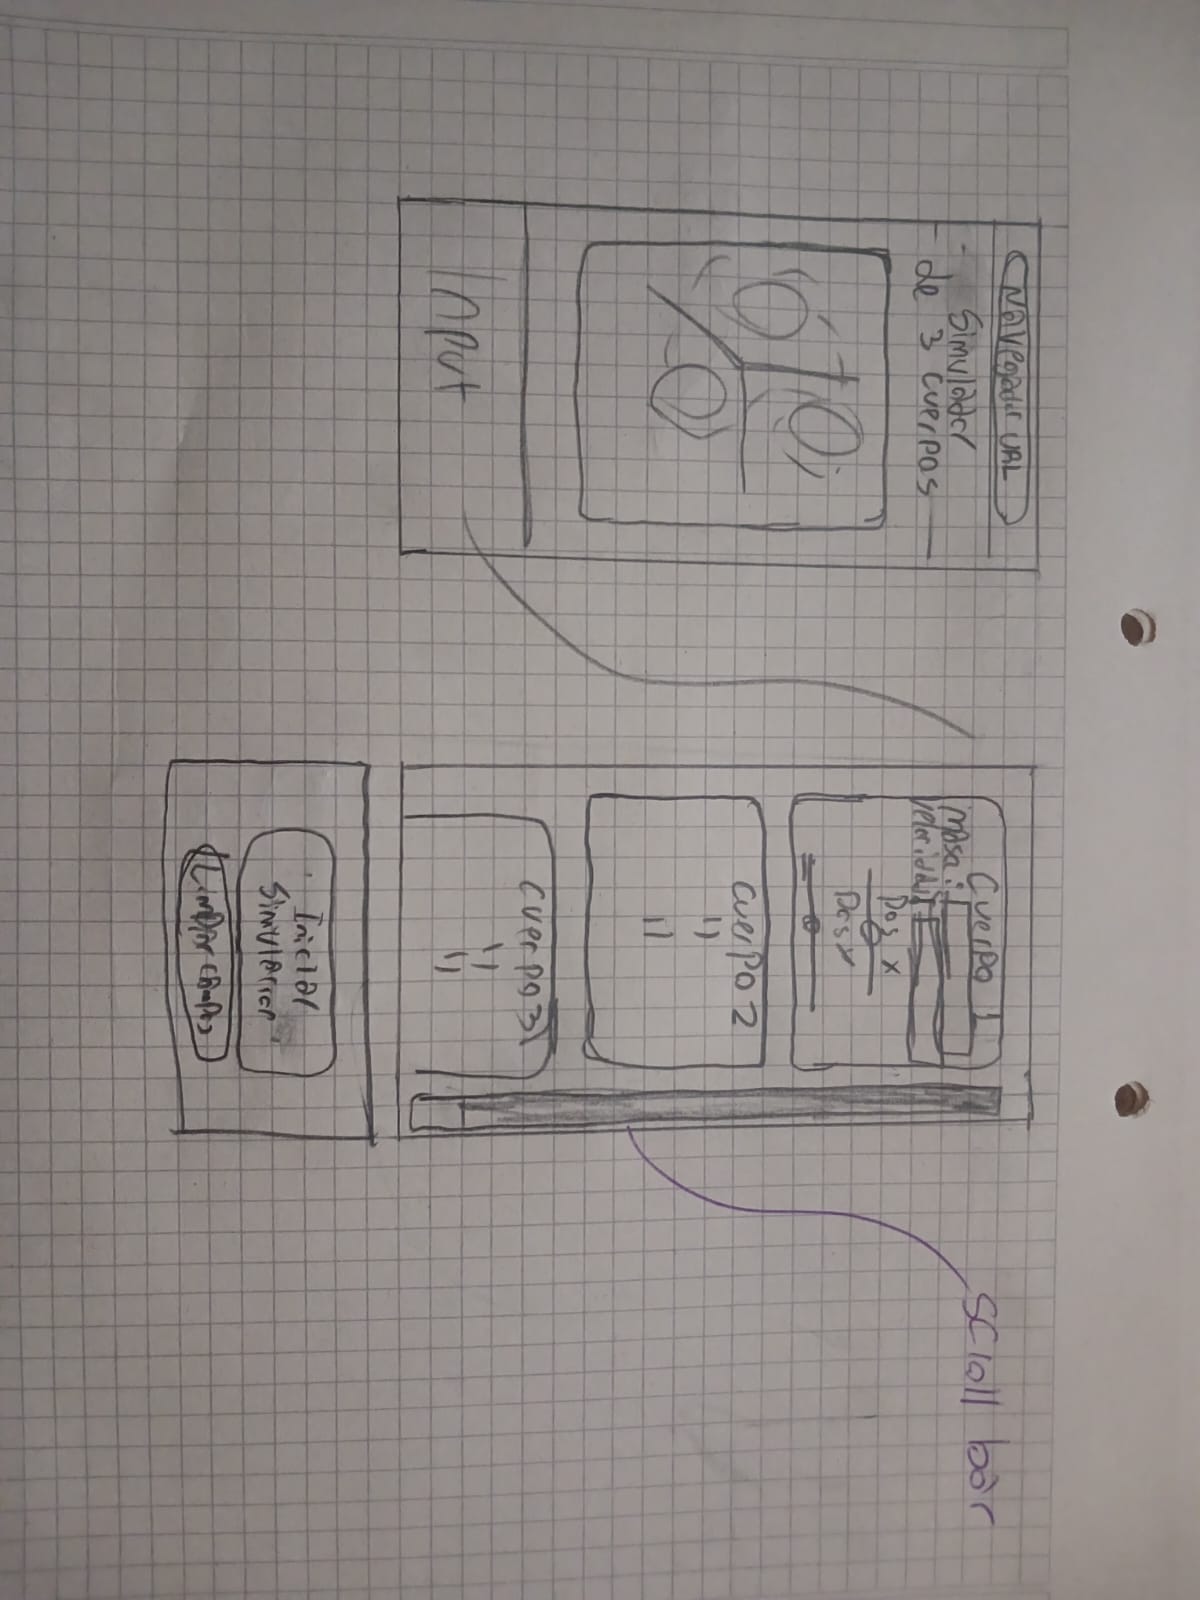 Navegador URL
Simulador
de 3 cuerpos
Input
Cuerpo 1
masa:
velocidad:
Pos x
Pos Y
Cuerpo 2
Cuerpo 3
Iniciar
Simulación
Limpiar campos
Scroll bar